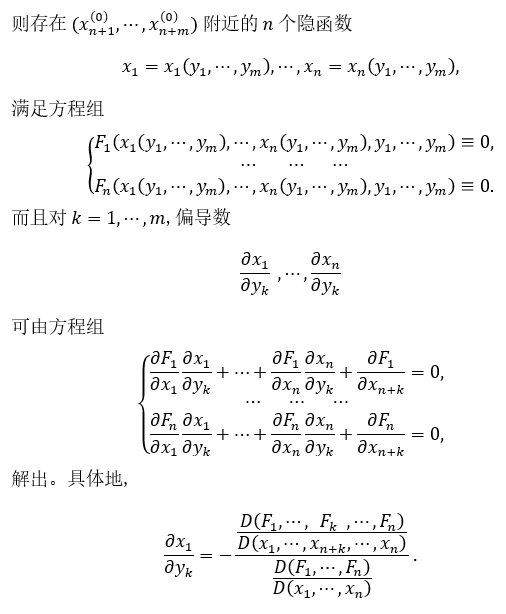 则存在 (x_{n+1}^{(0)},⋯,x_{n+m}^{(0)}) 附近的 n 个隐函数
x_1 = x_1(y_1,⋯,y_m),⋯,x_n = x_n(y_1,⋯,y_m),
满足方程组
{F_1(x_1(y_1,⋯,y_m),⋯,x_n(y_1,⋯,y_m),y_1,⋯,y_m) ≡ 0,
⋯ ⋯ ⋯
F_n(x_1(y_1,⋯,y_m),⋯,x_n(y_1,⋯,y_m),y_1,⋯,y_m) ≡ 0.
而且对 k = 1,⋯,m, 偏导数
∂x_1/∂y_k ,⋯, ∂x_n/∂y_k
可由方程组
{∂F_1/∂x_1 ∂x_1/∂y_k + ⋯ + ∂F_1/∂x_n ∂x_n/∂y_k + ∂F_1/∂x_{n+k} = 0,
⋯ ⋯ ⋯
∂F_n/∂x_1 ∂x_1/∂y_k + ⋯ + ∂F_n/∂x_n ∂x_n/∂y_k + ∂F_n/∂x_{n+k} = 0,
解出。具体地,
∂x_1/∂y_k = − (D(F_1,⋯, F_k ,⋯,F_n)/D(x_1,⋯,x_{n+k},⋯,x_n)) / (D(F_1,⋯,F_n)/D(x_1,⋯,x_n)) .